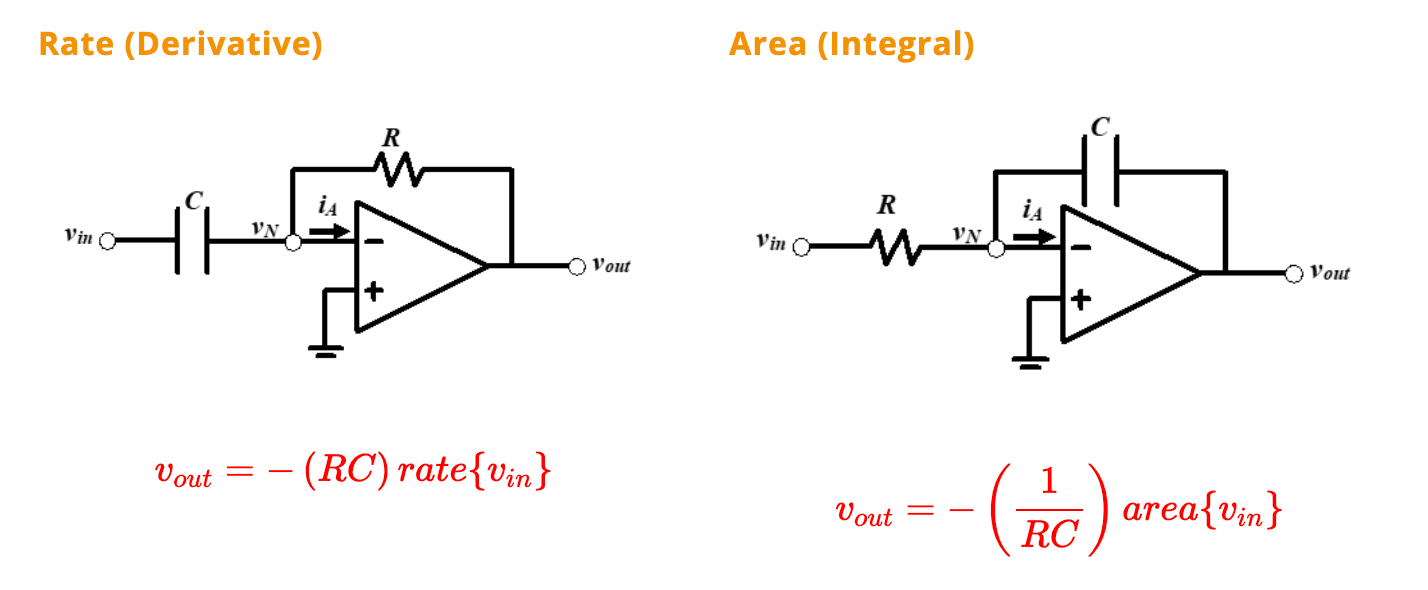 Rate (Derivative)
R
C
iA
vN
vin
−
+
vout
vout = − (RC) rate{vin}
Area (Integral)
C
R
iA
vN
vin
−
+
vout
vout = − (1/RC) area{vin}